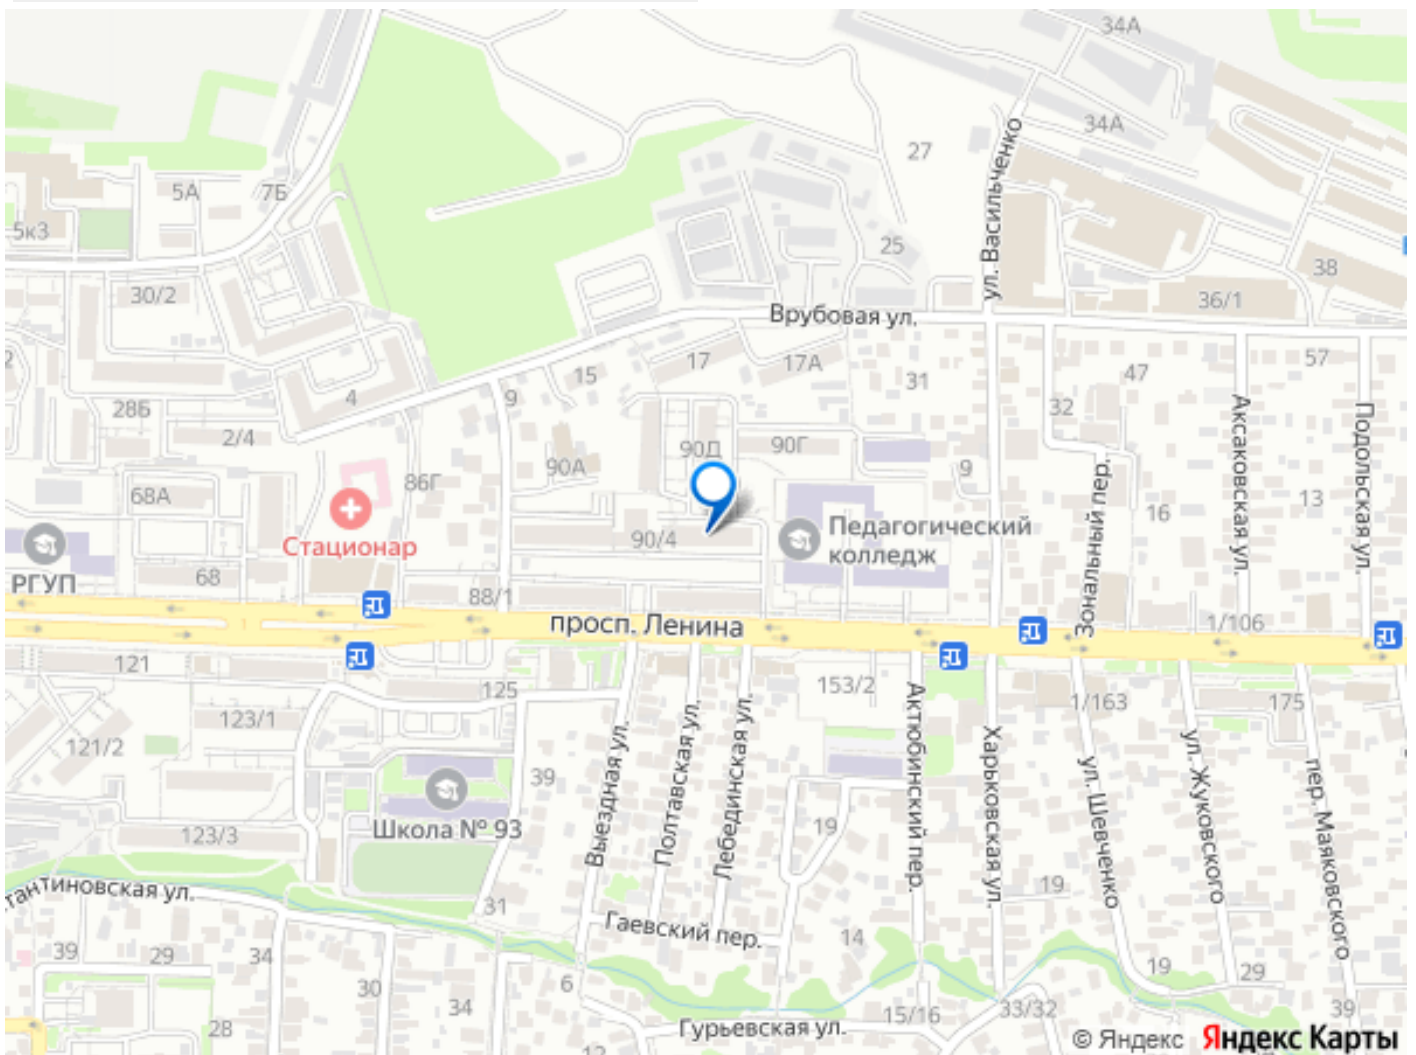 34А
34А
27
ул. Васильченко
5А
7Б
5к3
25
38
30/2
36/1
Врубовая ул.
57
17
17А
47
15
31
4
9
28Б
32
Аксаковская ул.
Подольская ул.
2/4
90Д
90Г
90А
9
86Г
68А
13
16
Зональный пер.
Стационар
90/4
Педагогический
колледж
РГУП
68
88/1
просп. Ленина
1/106
121
125
153/2
1/163
175
123/1
121/2
Выездная ул.
Полтавская ул.
Лебединская ул.
Актюбинский пер.
Харьковская ул.
ул. Шевченко
ул. Жуковского
пер. Маяковского
39
Школа № 93
123/3
19
19
тантиновская ул.
31
Гаевский пер.
14
39
29
34
19
29
6
30
34
15/16
33/32
39
28
Гурьевская ул.
12
© Яндекс Яндекс Карты